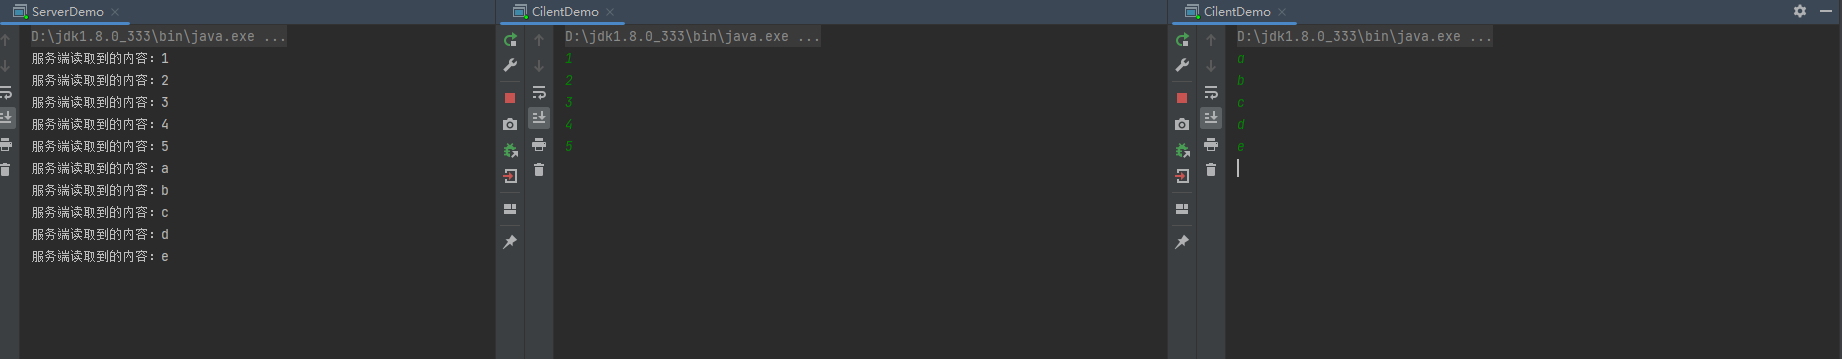 ServerDemo
D:\jdk1.8.0_333\bin\java.exe ...
服务端读取到的内容：1
服务端读取到的内容：2
服务端读取到的内容：3
服务端读取到的内容：4
服务端读取到的内容：5
服务端读取到的内容：a
服务端读取到的内容：b
服务端读取到的内容：c
服务端读取到的内容：d
服务端读取到的内容：e
CilentDemo
D:\jdk1.8.0_333\bin\java.exe ...
1
2
3
4
5
CilentDemo
D:\jdk1.8.0_333\bin\java.exe ...
a
b
c
d
e